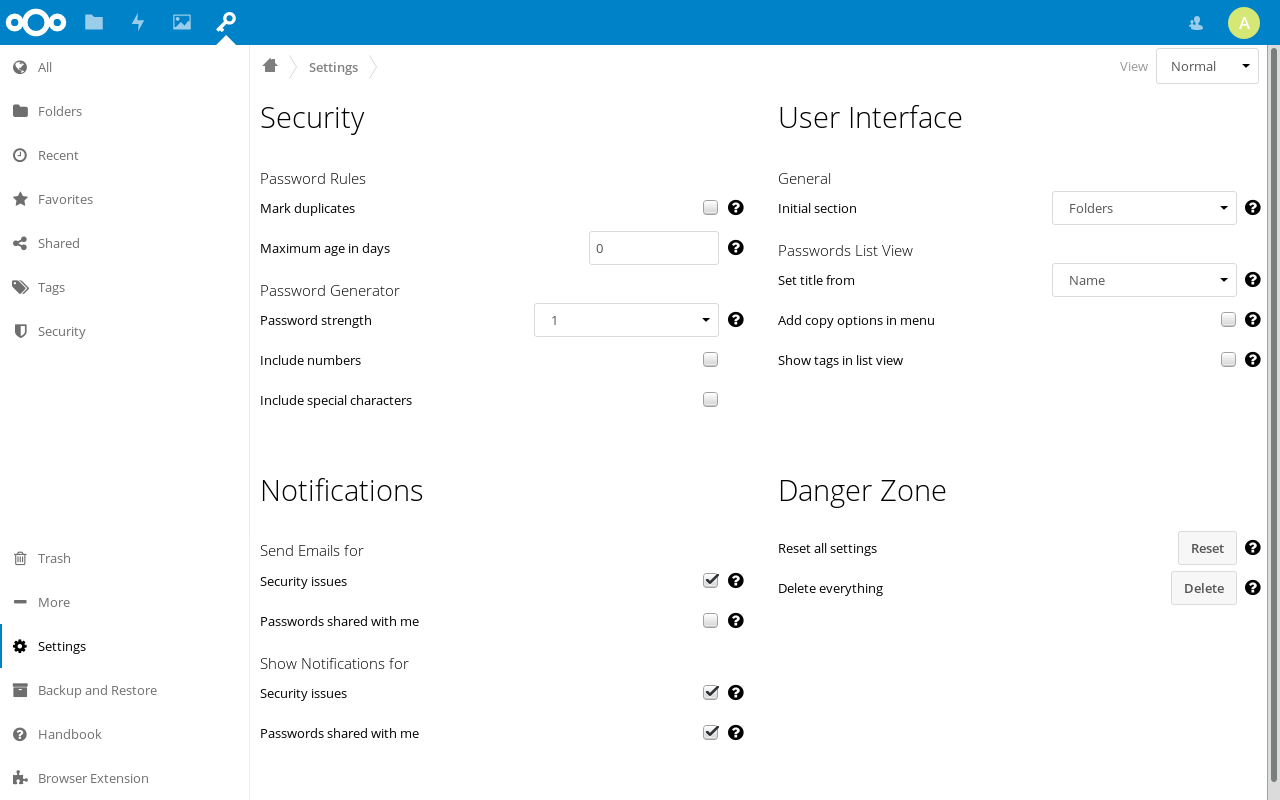 A
All
Folders
Recent
Favorites
Shared
Tags
Security
Trash
More
Settings
Backup and Restore
Handbook
Browser Extension
Settings
View
Normal
Security
Password Rules
Mark duplicates
Maximum age in days
0
Password Generator
Password strength
1
Include numbers
Include special characters
User Interface
General
Initial section
Folders
Passwords List View
Set title from
Name
Add copy options in menu
Show tags in list view
Notifications
Send Emails for
Security issues
Passwords shared with me
Show Notifications for
Security issues
Passwords shared with me
Danger Zone
Reset all settings
Reset
Delete everything
Delete